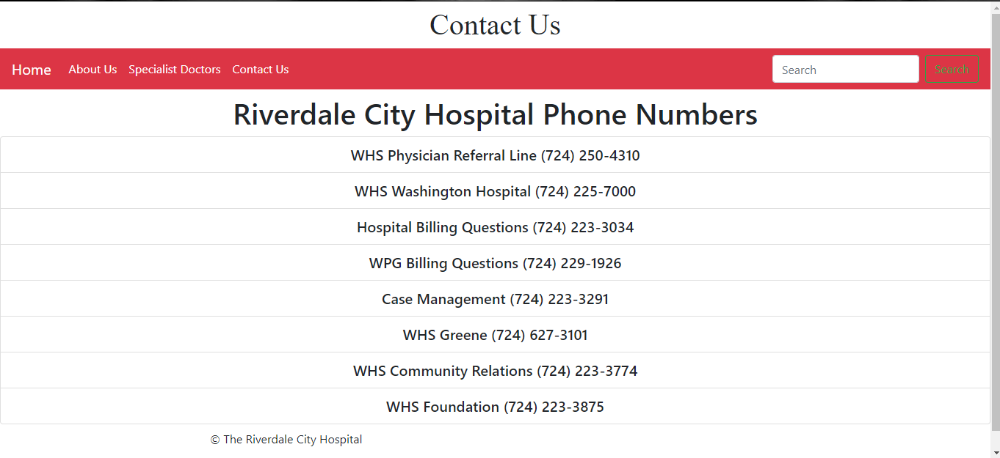 Contact Us
Home About Us Specialist Doctors Contact Us Search Search
Riverdale City Hospital Phone Numbers
WHS Physician Referral Line (724) 250-4310
WHS Washington Hospital (724) 225-7000
Hospital Billing Questions (724) 223-3034
WPG Billing Questions (724) 229-1926
Case Management (724) 223-3291
WHS Greene (724) 627-3101
WHS Community Relations (724) 223-3774
WHS Foundation (724) 223-3875
© The Riverdale City Hospital